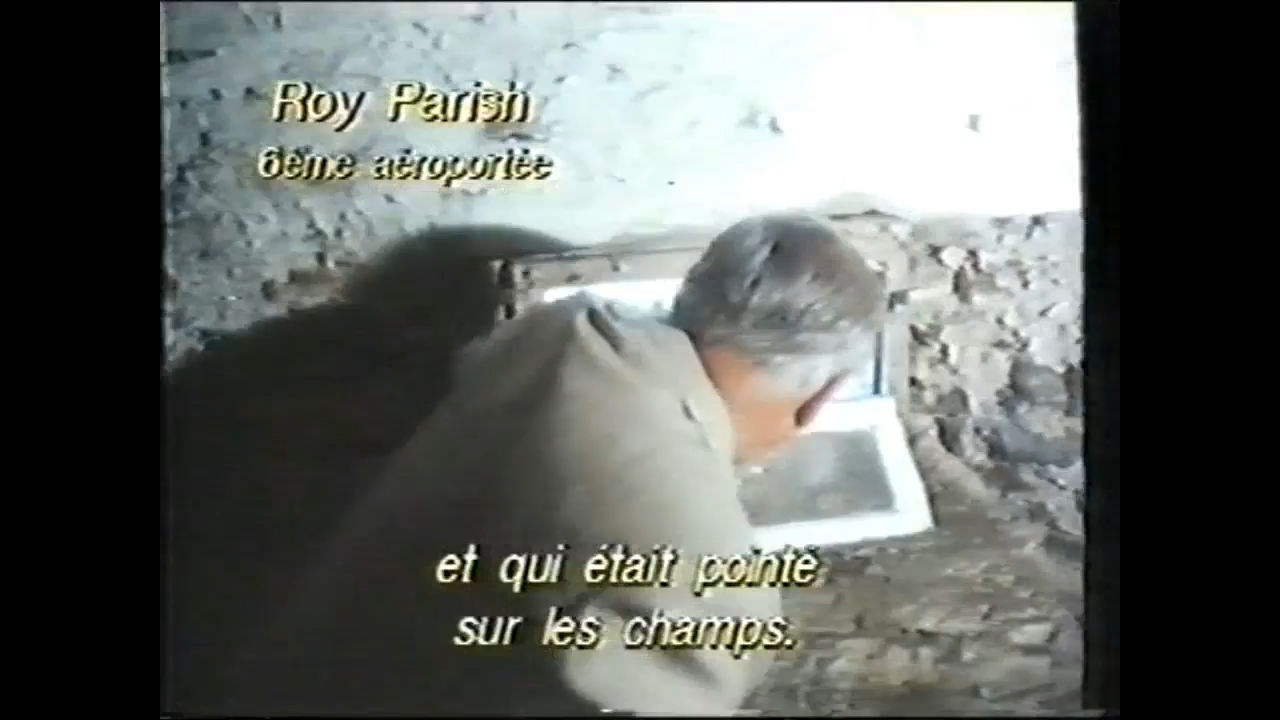 Roy Parish
6ème aéroportée
et qui était pointé
sur les champs.